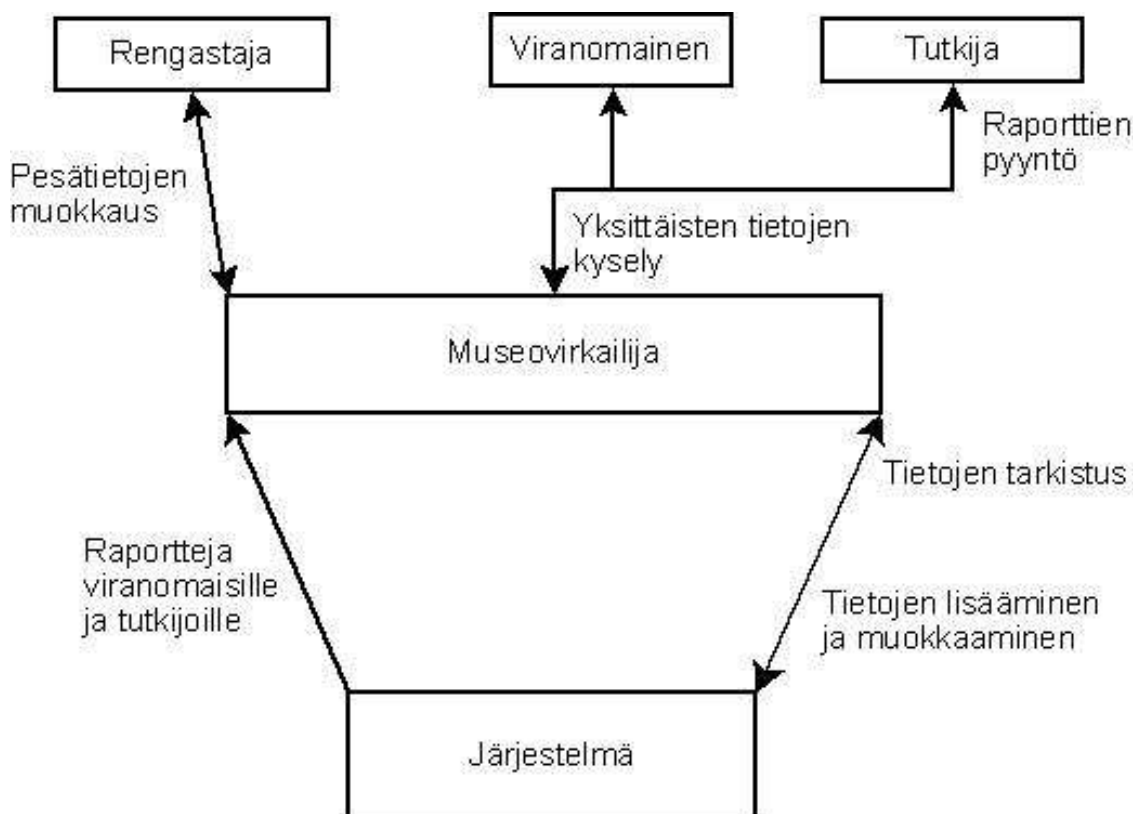 Rengastaja
Viranomainen
Tutkija
Raporttien
pyyntö
Pesätietojen
muokkaus
Yksittäisten tietojen
kysely
Museovirkailija
Tietojen tarkistus
Raportteja
viranomaisille
ja tutkijoille
Tietojen lisääminen
ja muokkaaminen
Järjestelmä